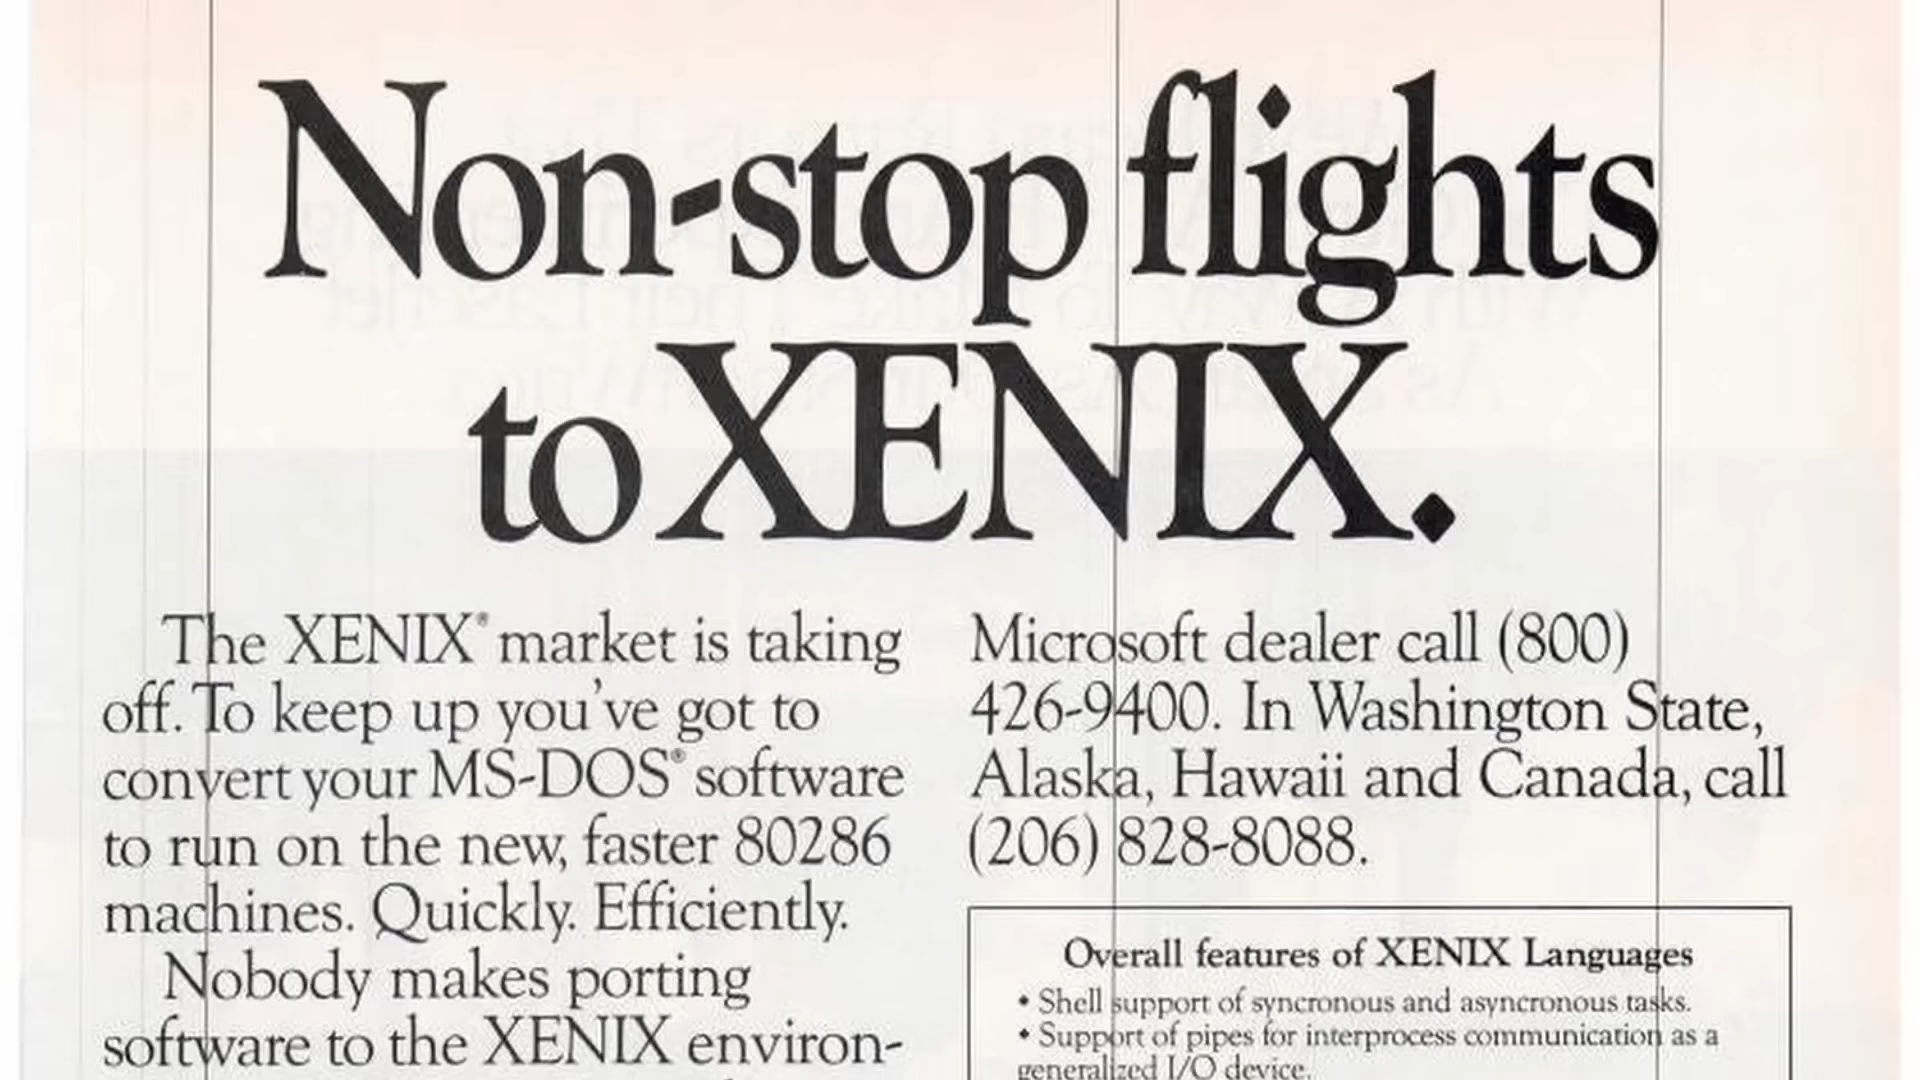 Non-stop flights
to XENIX.
The XENIX® market is taking
off. To keep up you've got to
convert your MS-DOS® software
to run on the new, faster 80286
machines. Quickly. Efficiently.
Nobody makes porting
software to the XENIX environ-
Microsoft dealer call (800)
426-9400. In Washington State,
Alaska, Hawaii and Canada, call
(206) 828-8088.
Overall features of XENIX Languages
• Shell support of syncronous and asyncronous tasks.
• Support of pipes for interprocess communication as a
generalized I/O device.